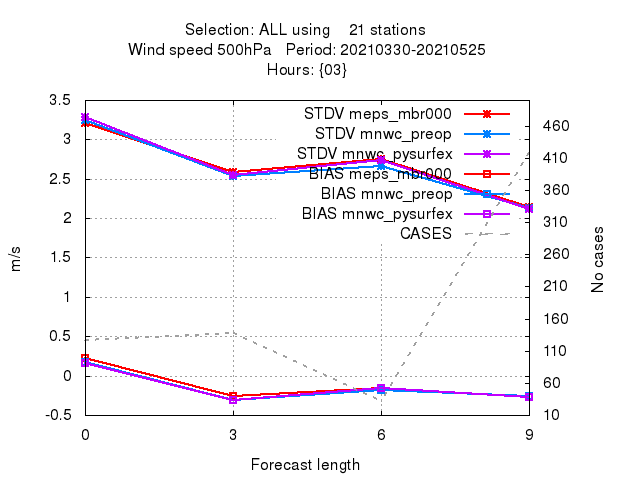 Selection: ALL using 21 stations
Wind speed 500hPa Period: 20210330-20210525
Hours: {03}
3.5
3
2.5
2
1.5
1
0.5
0
-0.5
m/s
STDV meps_mbr000
STDV mnwc_preop
STDV mnwc_pysurfex
BIAS meps_mbr000
BIAS mnwc_preop
BIAS mnwc_pysurfex
CASES
460
410
360
310
260
210
160
110
60
10
No cases
0 3 6 9
Forecast length